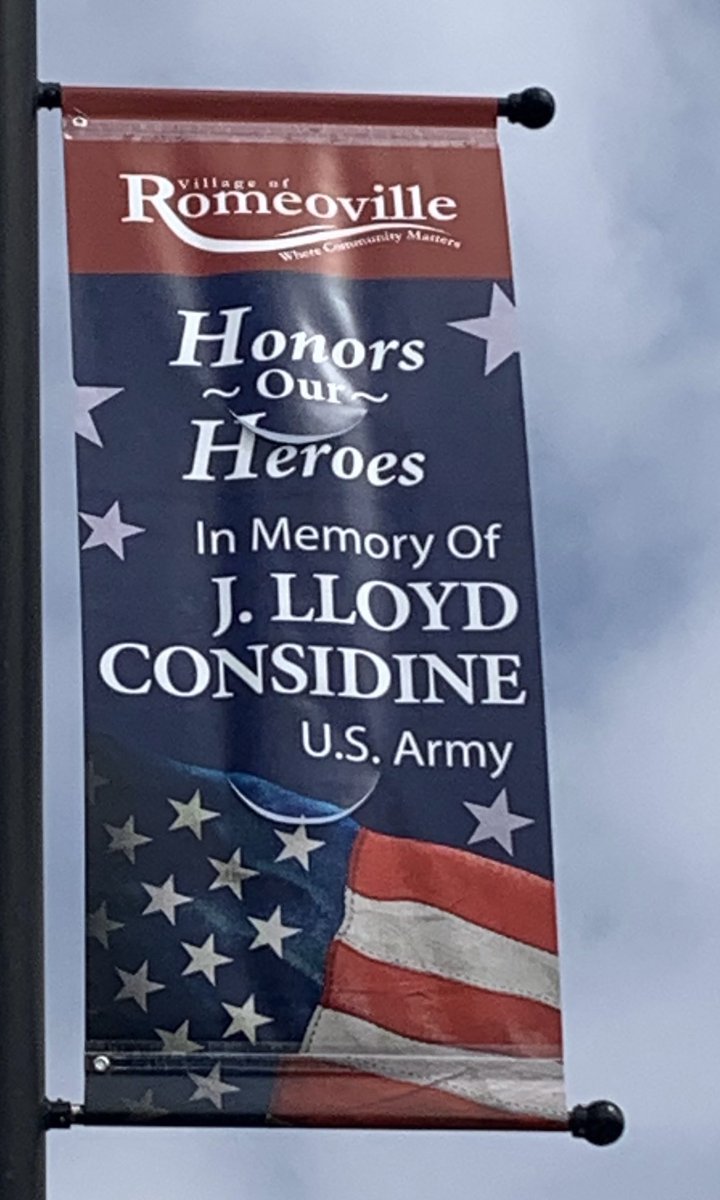 Village of
Romeoville
Where Community Matters
Honors
~ Our ~
Heroes
In Memory Of
J. LLOYD
CONSIDINE
U.S. Army